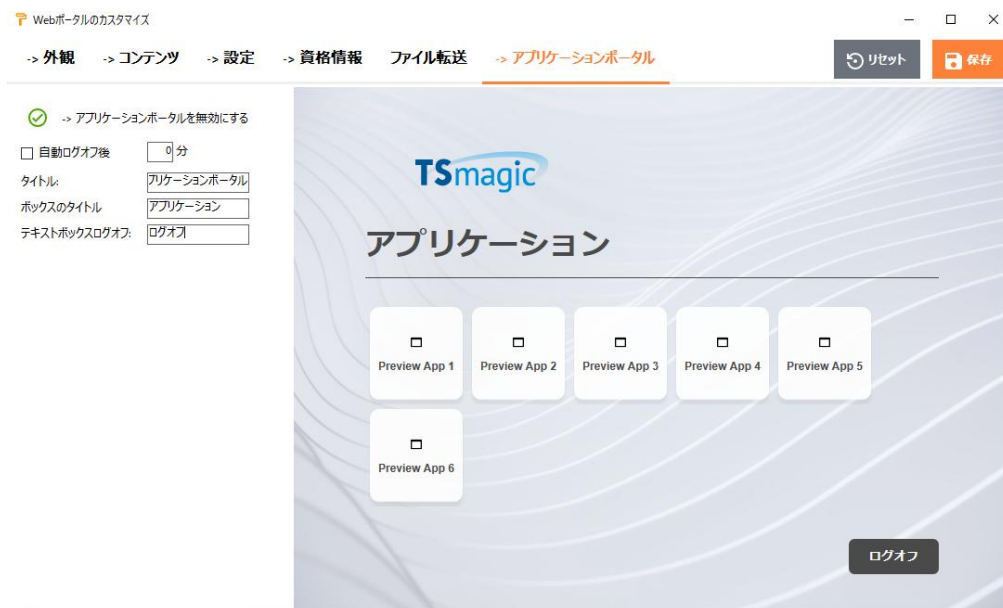 Webポータルのカスタマイズ
-> 外観 -> コンテンツ -> 設定 -> 資格情報 ファイル転送 -> アプリケーションポータル リセット 保存
-> アプリケーションポータルを無効にする
自動ログオフ後 0 分
タイトル: プリケーションポータル
ボックスのタイトル アプリケーション
テキストボックスログオフ: ログオフ
TSmagic
アプリケーション
Preview App 1 Preview App 2 Preview App 3 Preview App 4 Preview App 5
Preview App 6
ログオフ